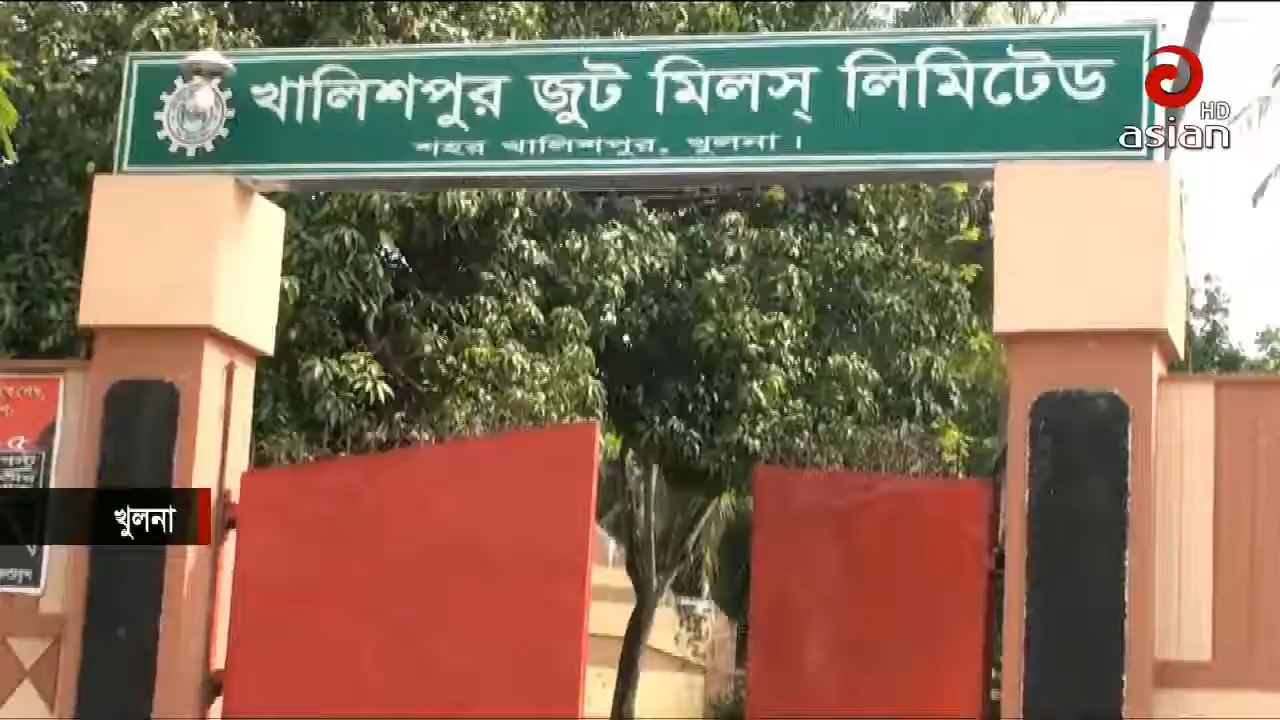 খালিশপুর জুট মিলস্ লিমিটেড
শহর খালিশপুর, খুলনা ।
HD
asian
খুলনা